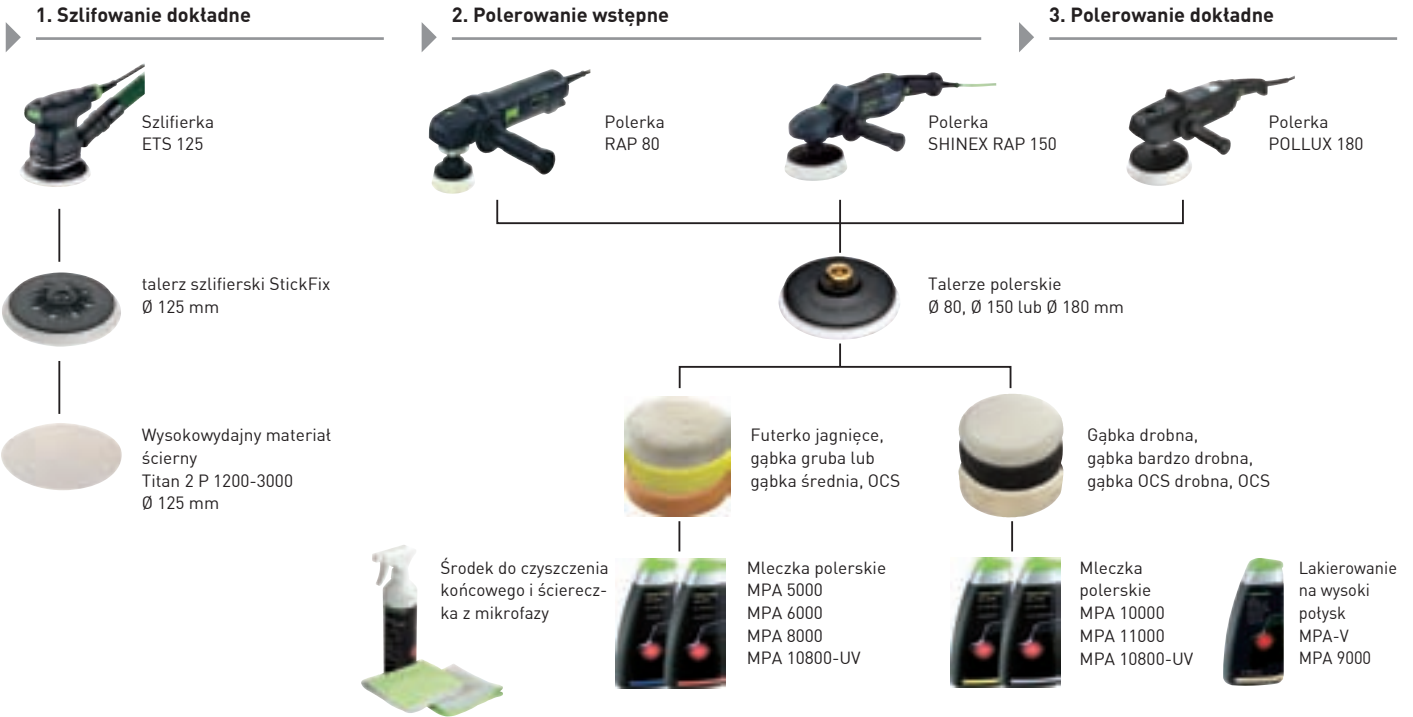 1. Szlifowanie dokładne
2. Polerowanie wstępne
3. Polerowanie dokładne
Szlifierka
ETS 125
Polerka
RAP 80
Polerka
SHINEX RAP 150
Polerka
POLLUX 180
talerz szlifierski StickFix
Ø 125 mm
Talerze polerskie
Ø 80, Ø 150 lub Ø 180 mm
Wysokowydajny materiał
ścierny
Titan 2 P 1200-3000
Ø 125 mm
Futerko jagnięce,
gąbka gruba lub
gąbka średnia, OCS
Gąbka drobna,
gąbka bardzo drobna,
gąbka OCS drobna, OCS
Środek do czyszczenia
końcowego i ścierecz-
ka z mikrofazy
Mleczka polerskie
MPA 5000
MPA 6000
MPA 8000
MPA 10800-UV
Mleczka
polerskie
MPA 10000
MPA 11000
MPA 10800-UV
Lakierowanie
na wysoki
połysk
MPA-V
MPA 9000